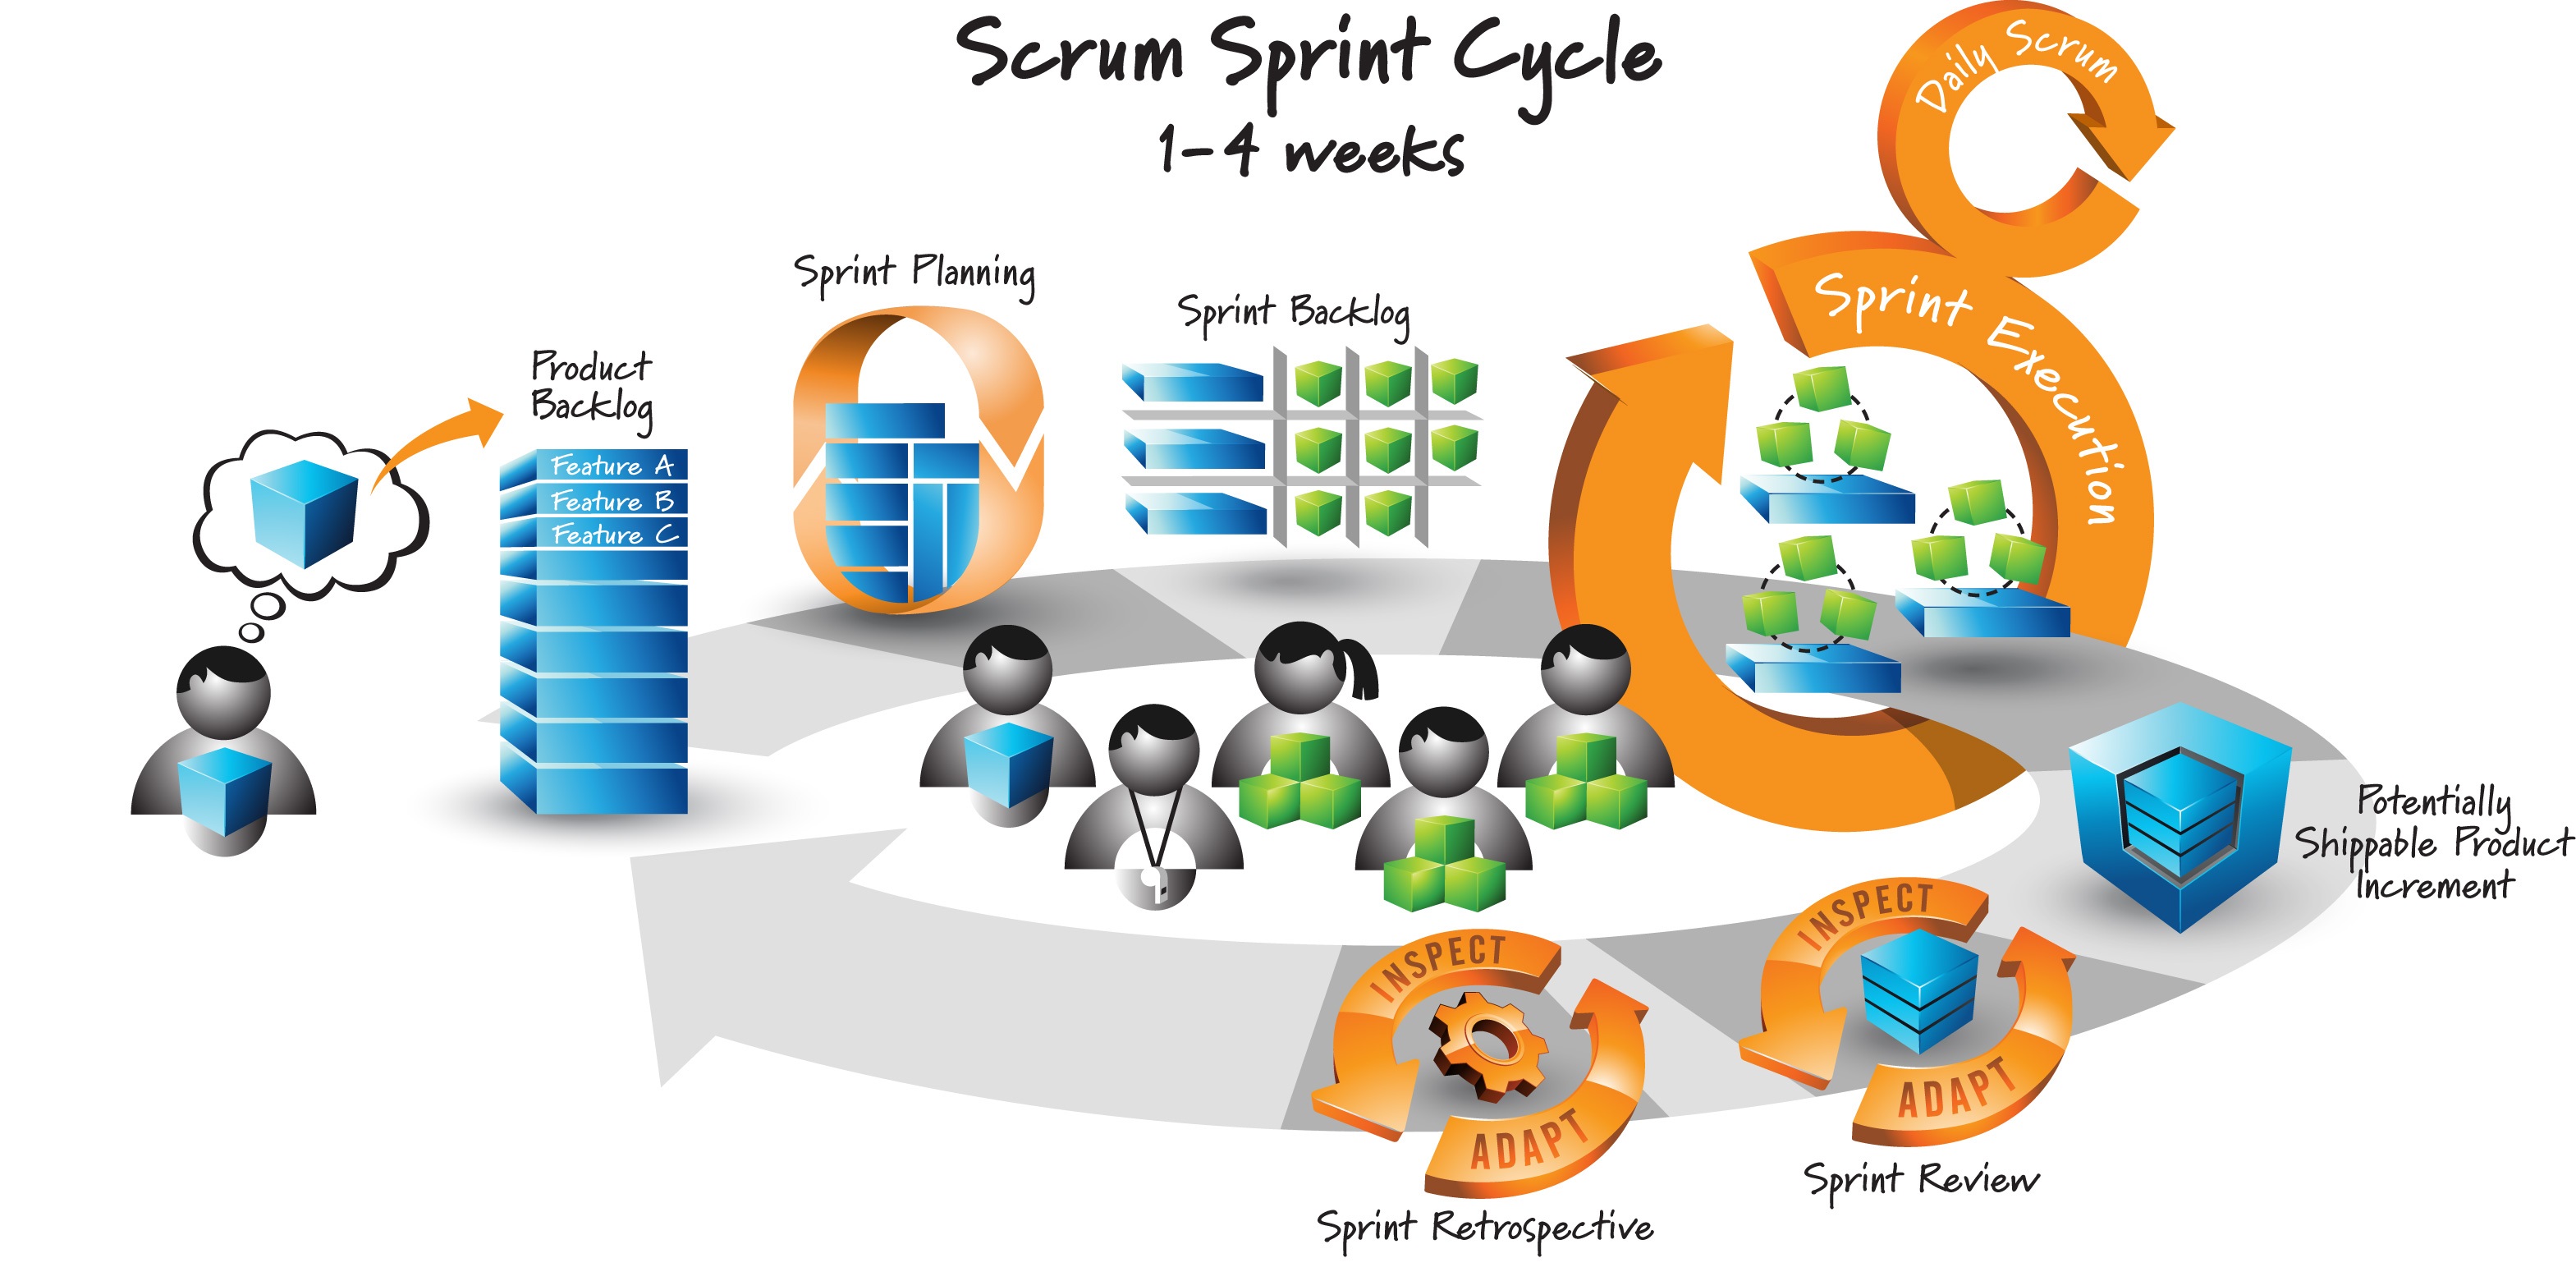 Scrum Sprint Cycle
1-4 weeks
Daily Scrum
Sprint Planning
Sprint Backlog
Sprint Execution
Product
Backlog
Feature A
Feature B
Feature C
Potentially
Shippable Product
Increment
INSPECT
ADAPT
Sprint Review
INSPECT
ADAPT
Sprint Retrospective